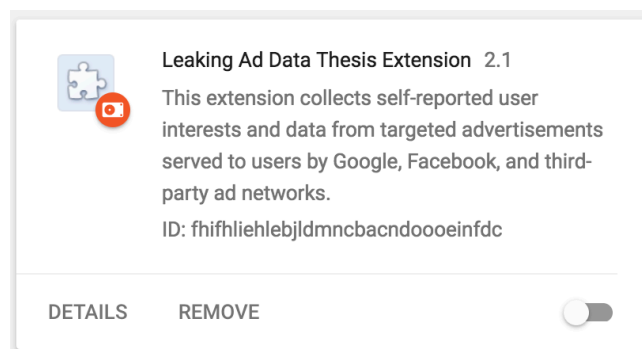 Leaking Ad Data Thesis Extension 2.1
This extension collects self-reported user
interests and data from targeted advertisements
served to users by Google, Facebook, and third-
party ad networks.
ID: fhifhliehlebjldmncbacndoooeinfdc
DETAILS REMOVE